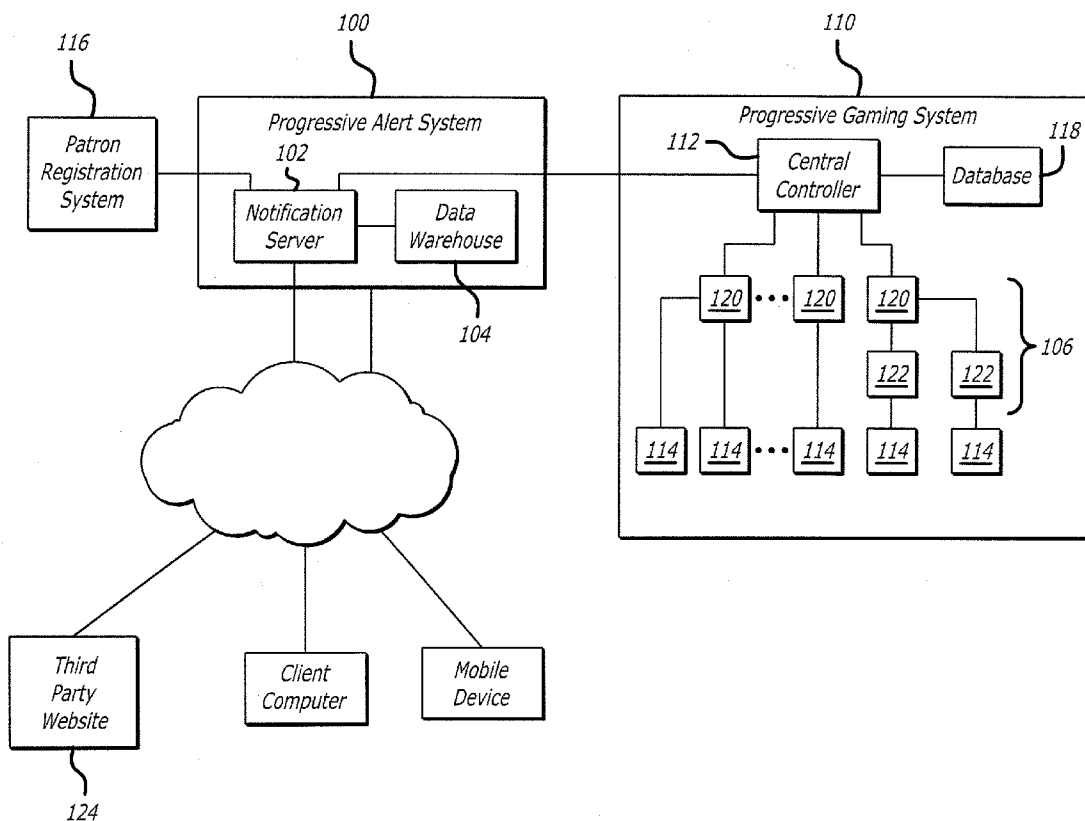 116
100
110
Progressive Alert System
Progressive Gaming System
Patron
Registration
System
102
112
118
Central
Controller
Database
Notification
Server
Data
Warehouse
104
120 ••• 120 120
106
122 122
114 114 ••• 114 114 114
Third
Party
Website
Client
Computer
Mobile
Device
124